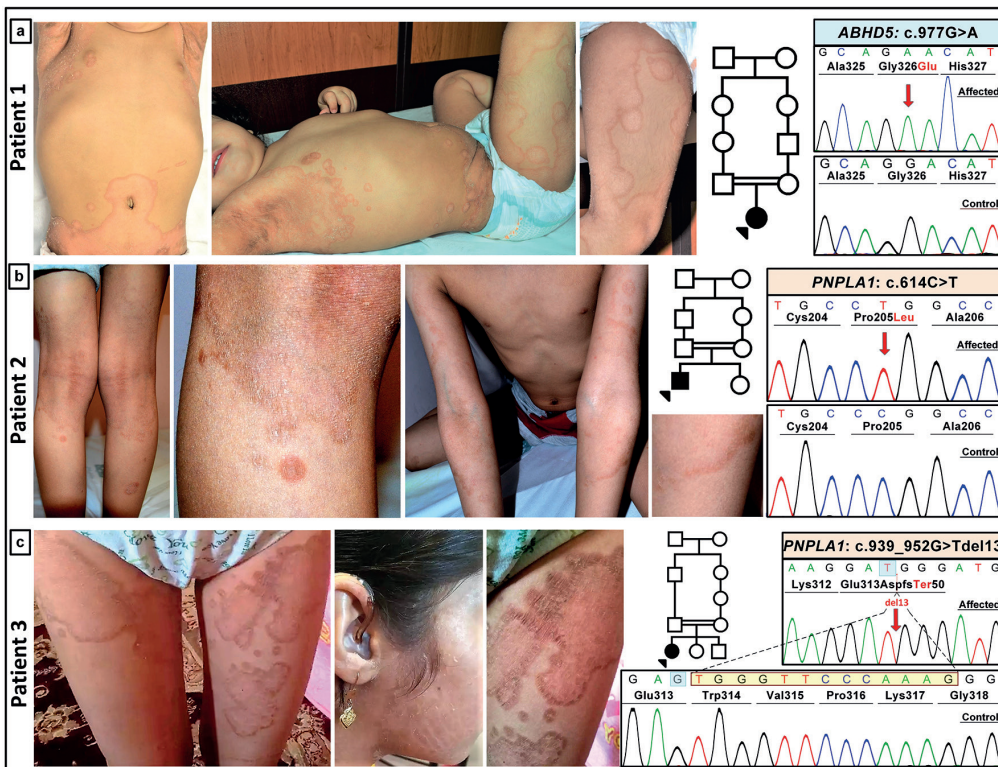 a
Patient 1
ABHD5: c.977G>A
G C A G A A C A T
Ala325 Gly326Glu His327
Affected
G C A G G A C A T
Ala325 Gly326 His327
Control
b
Patient 2
PNPLA1: c.614C>T
T G C C T G G C C
Cys204 Pro205Leu Ala206
Affected
T G C C C G G C C
Cys204 Pro205 Ala206
Control
c
Patient 3
PNPLA1: c.939_952G>Tdel13
A A G G A T G G G A T G
Lys312 Glu313AspfsTer50
del13
Affected
G A G T G G G T T C C C A A A G G G
Glu313 Trp314 Val315 Pro316 Lys317 Gly318
Control